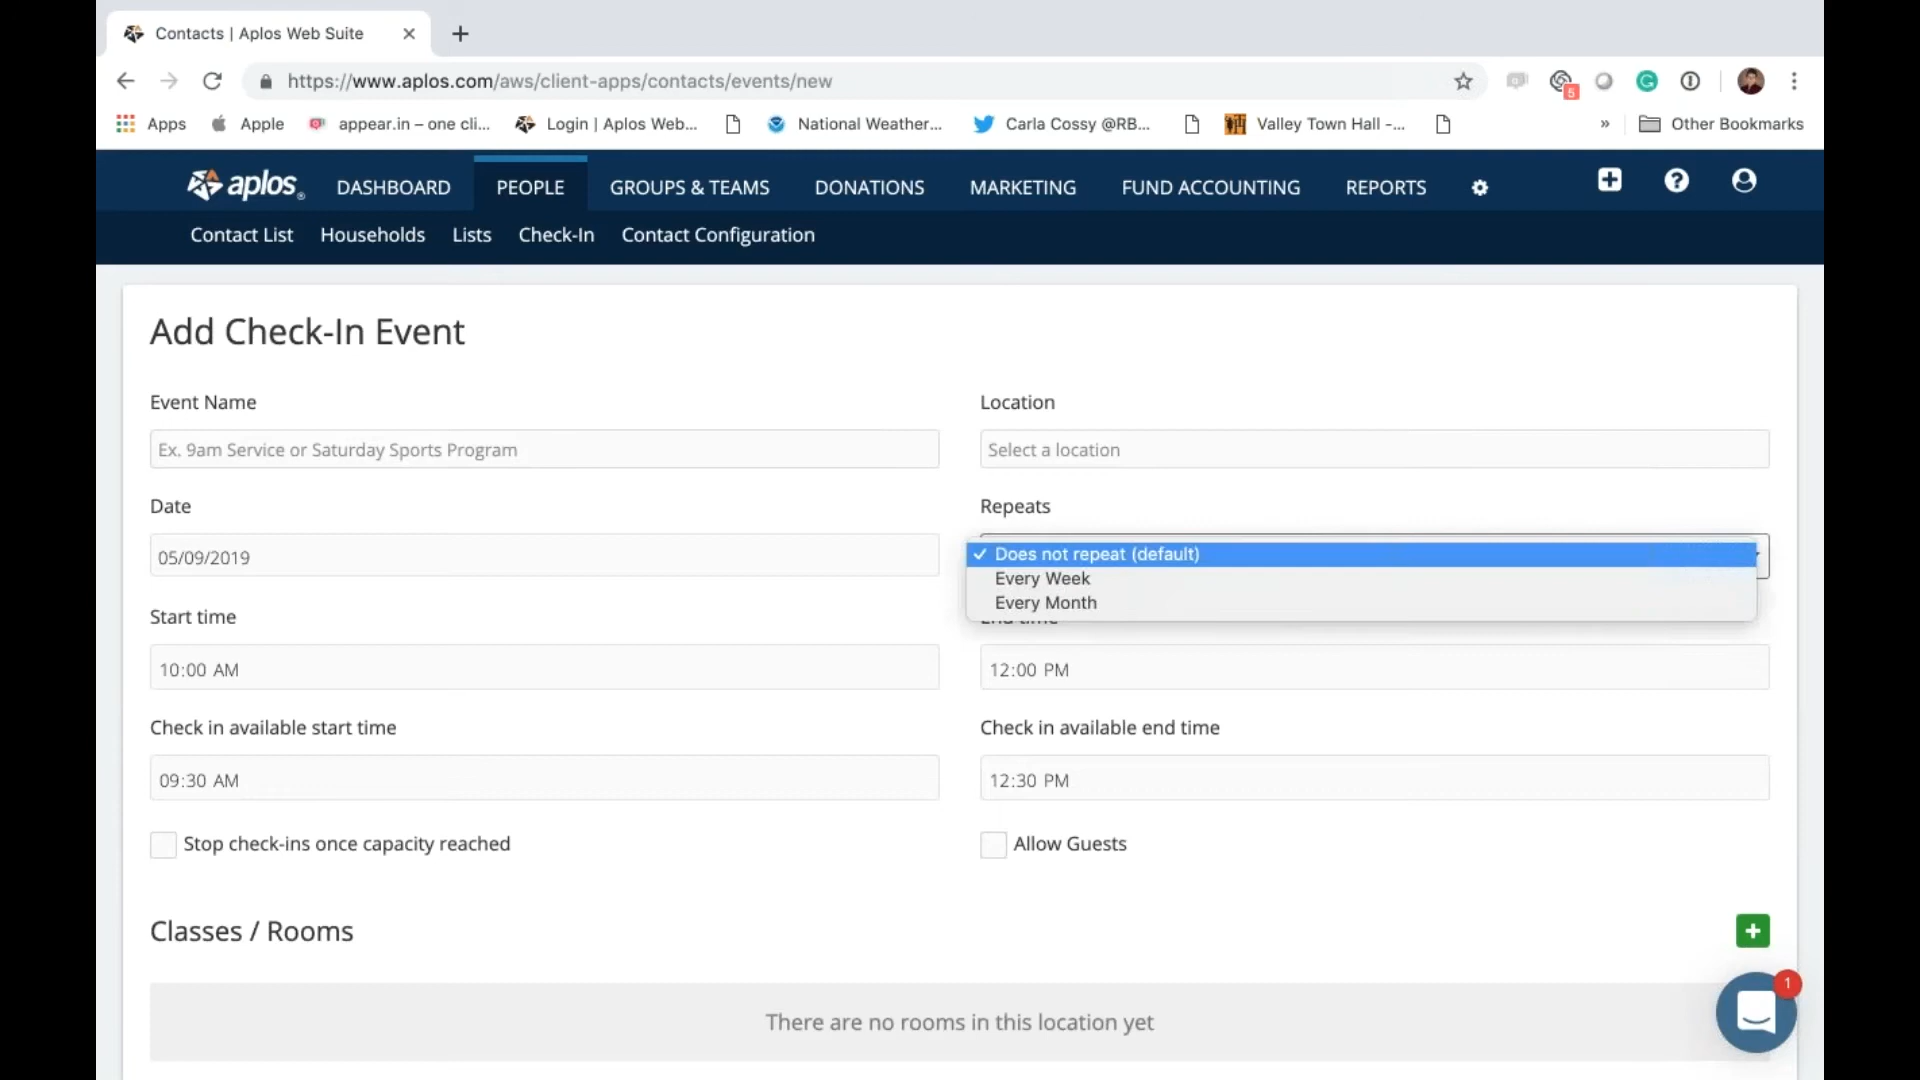 Contacts | Aplos Web Suite
https://www.aplos.com/aws/client-apps/contacts/events/new
5
Apps Apple appear.in – one cli... Login | Aplos Web... National Weather... Carla Cossy @RB... Valley Town Hall -... » Other Bookmarks
aplos DASHBOARD PEOPLE GROUPS & TEAMS DONATIONS MARKETING FUND ACCOUNTING REPORTS
Contact List Households Lists Check-In Contact Configuration
Add Check-In Event
Event Name Location
Ex. 9am Service or Saturday Sports Program Select a location
Date Repeats
05/09/2019 Does not repeat (default)
Every Week
Every Month
Start time End time
10:00 AM 12:00 PM
Check in available start time Check in available end time
09:30 AM 12:30 PM
Stop check-ins once capacity reached Allow Guests
Classes / Rooms
1
There are no rooms in this location yet